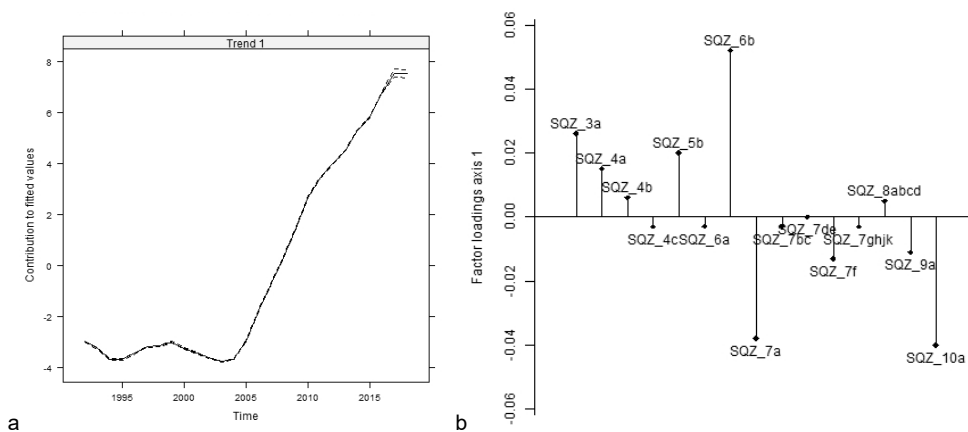 Trend 1
Contribution to fitted values
8
6
4
2
0
-2
-4
1995
2000
2005
2010
2015
Time
a
Factor loadings axis 1
0.06
0.04
0.02
0.00
-0.02
-0.04
-0.06
SQZ_3a
SQZ_4a
SQZ_4b
SQZ_4c
SQZ_5b
SQZ_6a
SQZ_6b
SQZ_7a
SQZ_7bc
SQZ_7de
SQZ_7f
SQZ_7ghjk
SQZ_8abcd
SQZ_9a
SQZ_10a
b